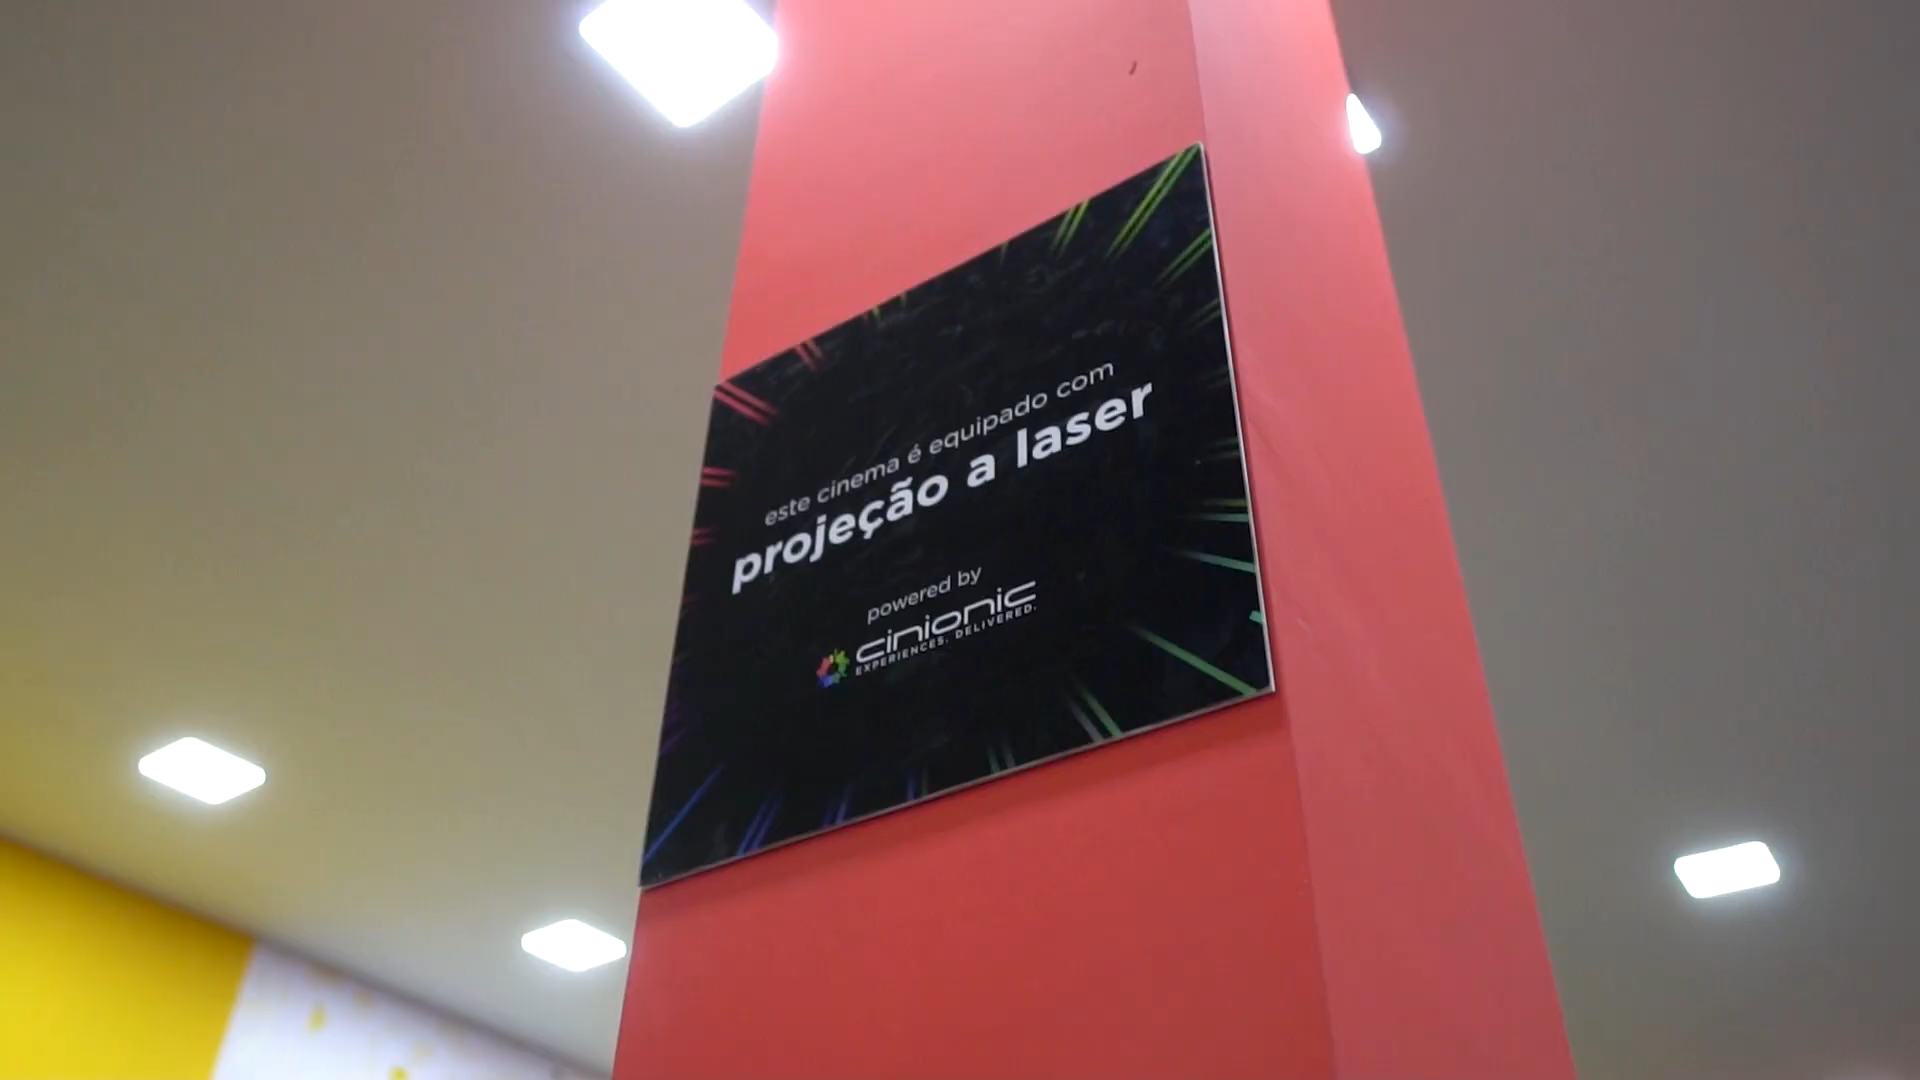 este cinema é equipado com
projeção a laser
powered by
cinionic
EXPERIENCES. DELIVERED.